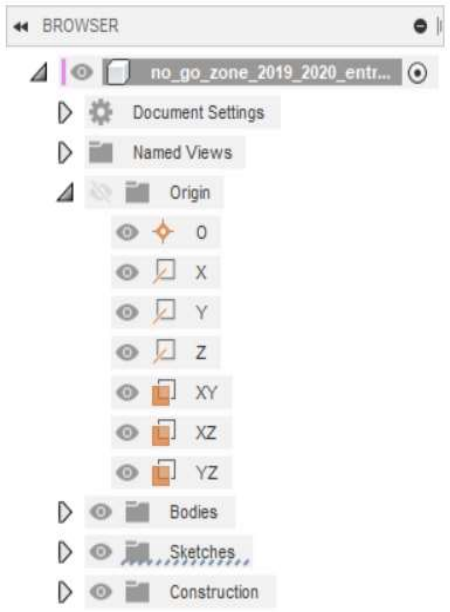 BROWSER
no_go_zone_2019_2020_entr...
Document Settings
Named Views
Origin
O
X
Y
Z
XY
XZ
YZ
Bodies
Sketches
Construction